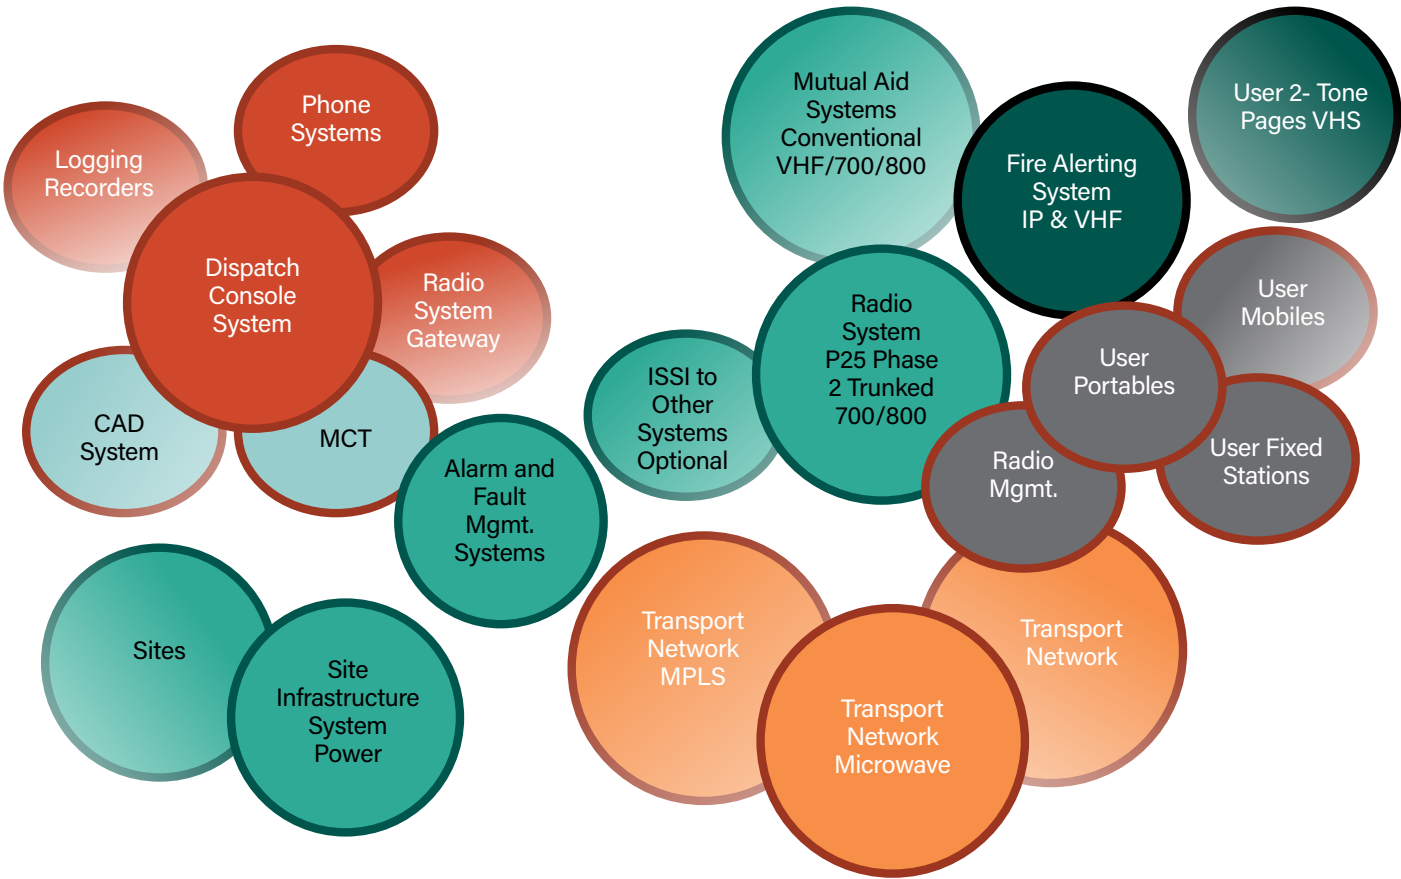 Phone
Systems
Logging
Recorders
Dispatch
Console
System
Radio
System
Gateway
CAD
System
MCT
Alarm and
Fault
Mgmt.
Systems
Sites
Site
Infrastructure
System
Power
Mutual Aid
Systems
Conventional
VHF/700/800
Fire Alerting
System
IP & VHF
User 2- Tone
Pages VHS
Radio
System
P25 Phase
2 Trunked
700/800
ISSI to
Other
Systems
Optional
User
Mobiles
User
Portables
User Fixed
Stations
Radio
Mgmt.
Transport
Network
MPLS
Transport
Network
Microwave
Transport
Network